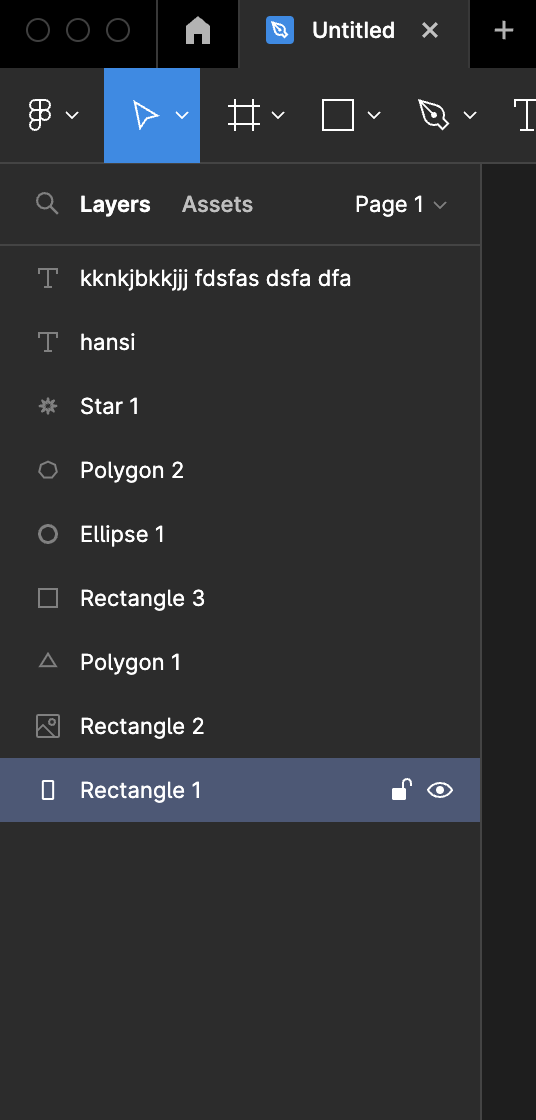 Untitled
Layers Assets Page 1
kknkjbkkjjj fdsfas dsfa dfa
hansi
Star 1
Polygon 2
Ellipse 1
Rectangle 3
Polygon 1
Rectangle 2
Rectangle 1